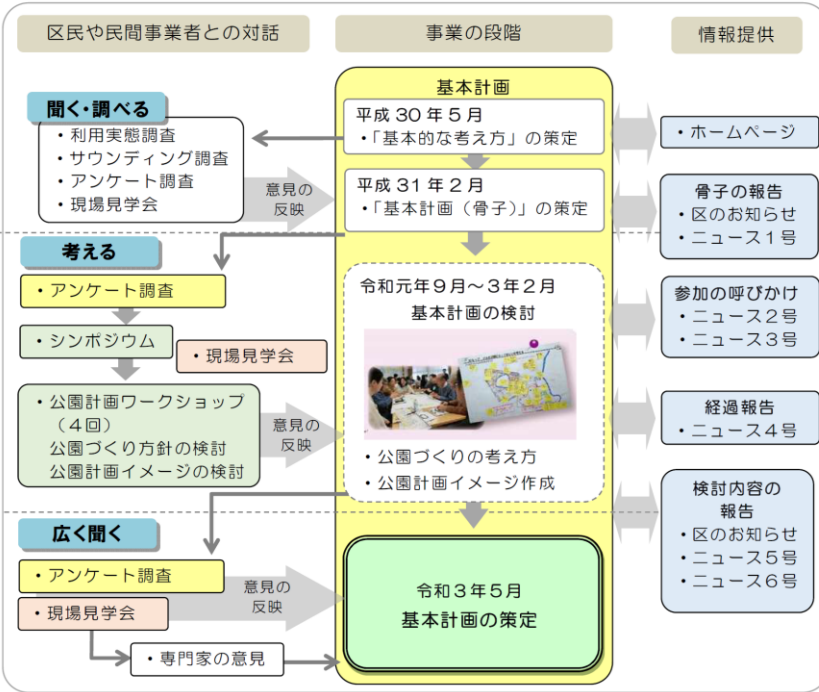 区民や民間事業者との対話
事業の段階
情報提供
基本計画
聞く・調べる
・利用実態調査
・サウンディング調査
・アンケート調査
・現場見学会
意見の
反映
平成30年5月
・「基本的な考え方」の策定
平成31年2月
・「基本計画（骨子）」の策定
・ホームページ
骨子の報告
・区のお知らせ
・ニュース1号
考える
・アンケート調査
・シンポジウム
・現場見学会
・公園計画ワークショップ
（4回）
公園づくり方針の検討
公園計画イメージの検討
意見の
反映
令和元年9月～3年2月
基本計画の検討
・公園づくりの考え方
・公園計画イメージ作成
参加の呼びかけ
・ニュース2号
・ニュース3号
経過報告
・ニュース4号
検討内容の
報告
・区のお知らせ
・ニュース5号
・ニュース6号
広く聞く
・アンケート調査
・現場見学会
意見の
反映
・専門家の意見
令和3年5月
基本計画の策定